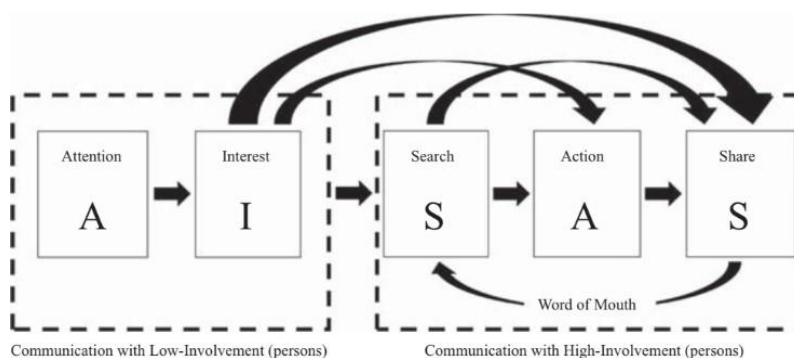 Attention
Interest
Search
Action
Share
A
I
S
A
S
Word of Mouth
Communication with Low-Involvement (persons)
Communication with High-Involvement (persons)